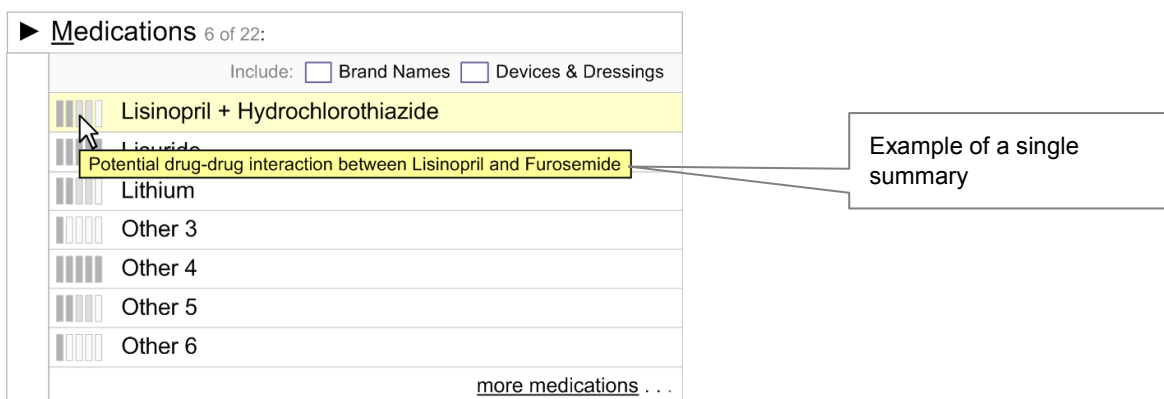 Medications 6 of 22:
Include: Brand Names Devices & Dressings
Lisinopril + Hydrochlorothiazide
Lisuride
Potential drug-drug interaction between Lisinopril and Furosemide
Lithium
Other 3
Other 4
Other 5
Other 6
more medications . . .
Example of a single
summary